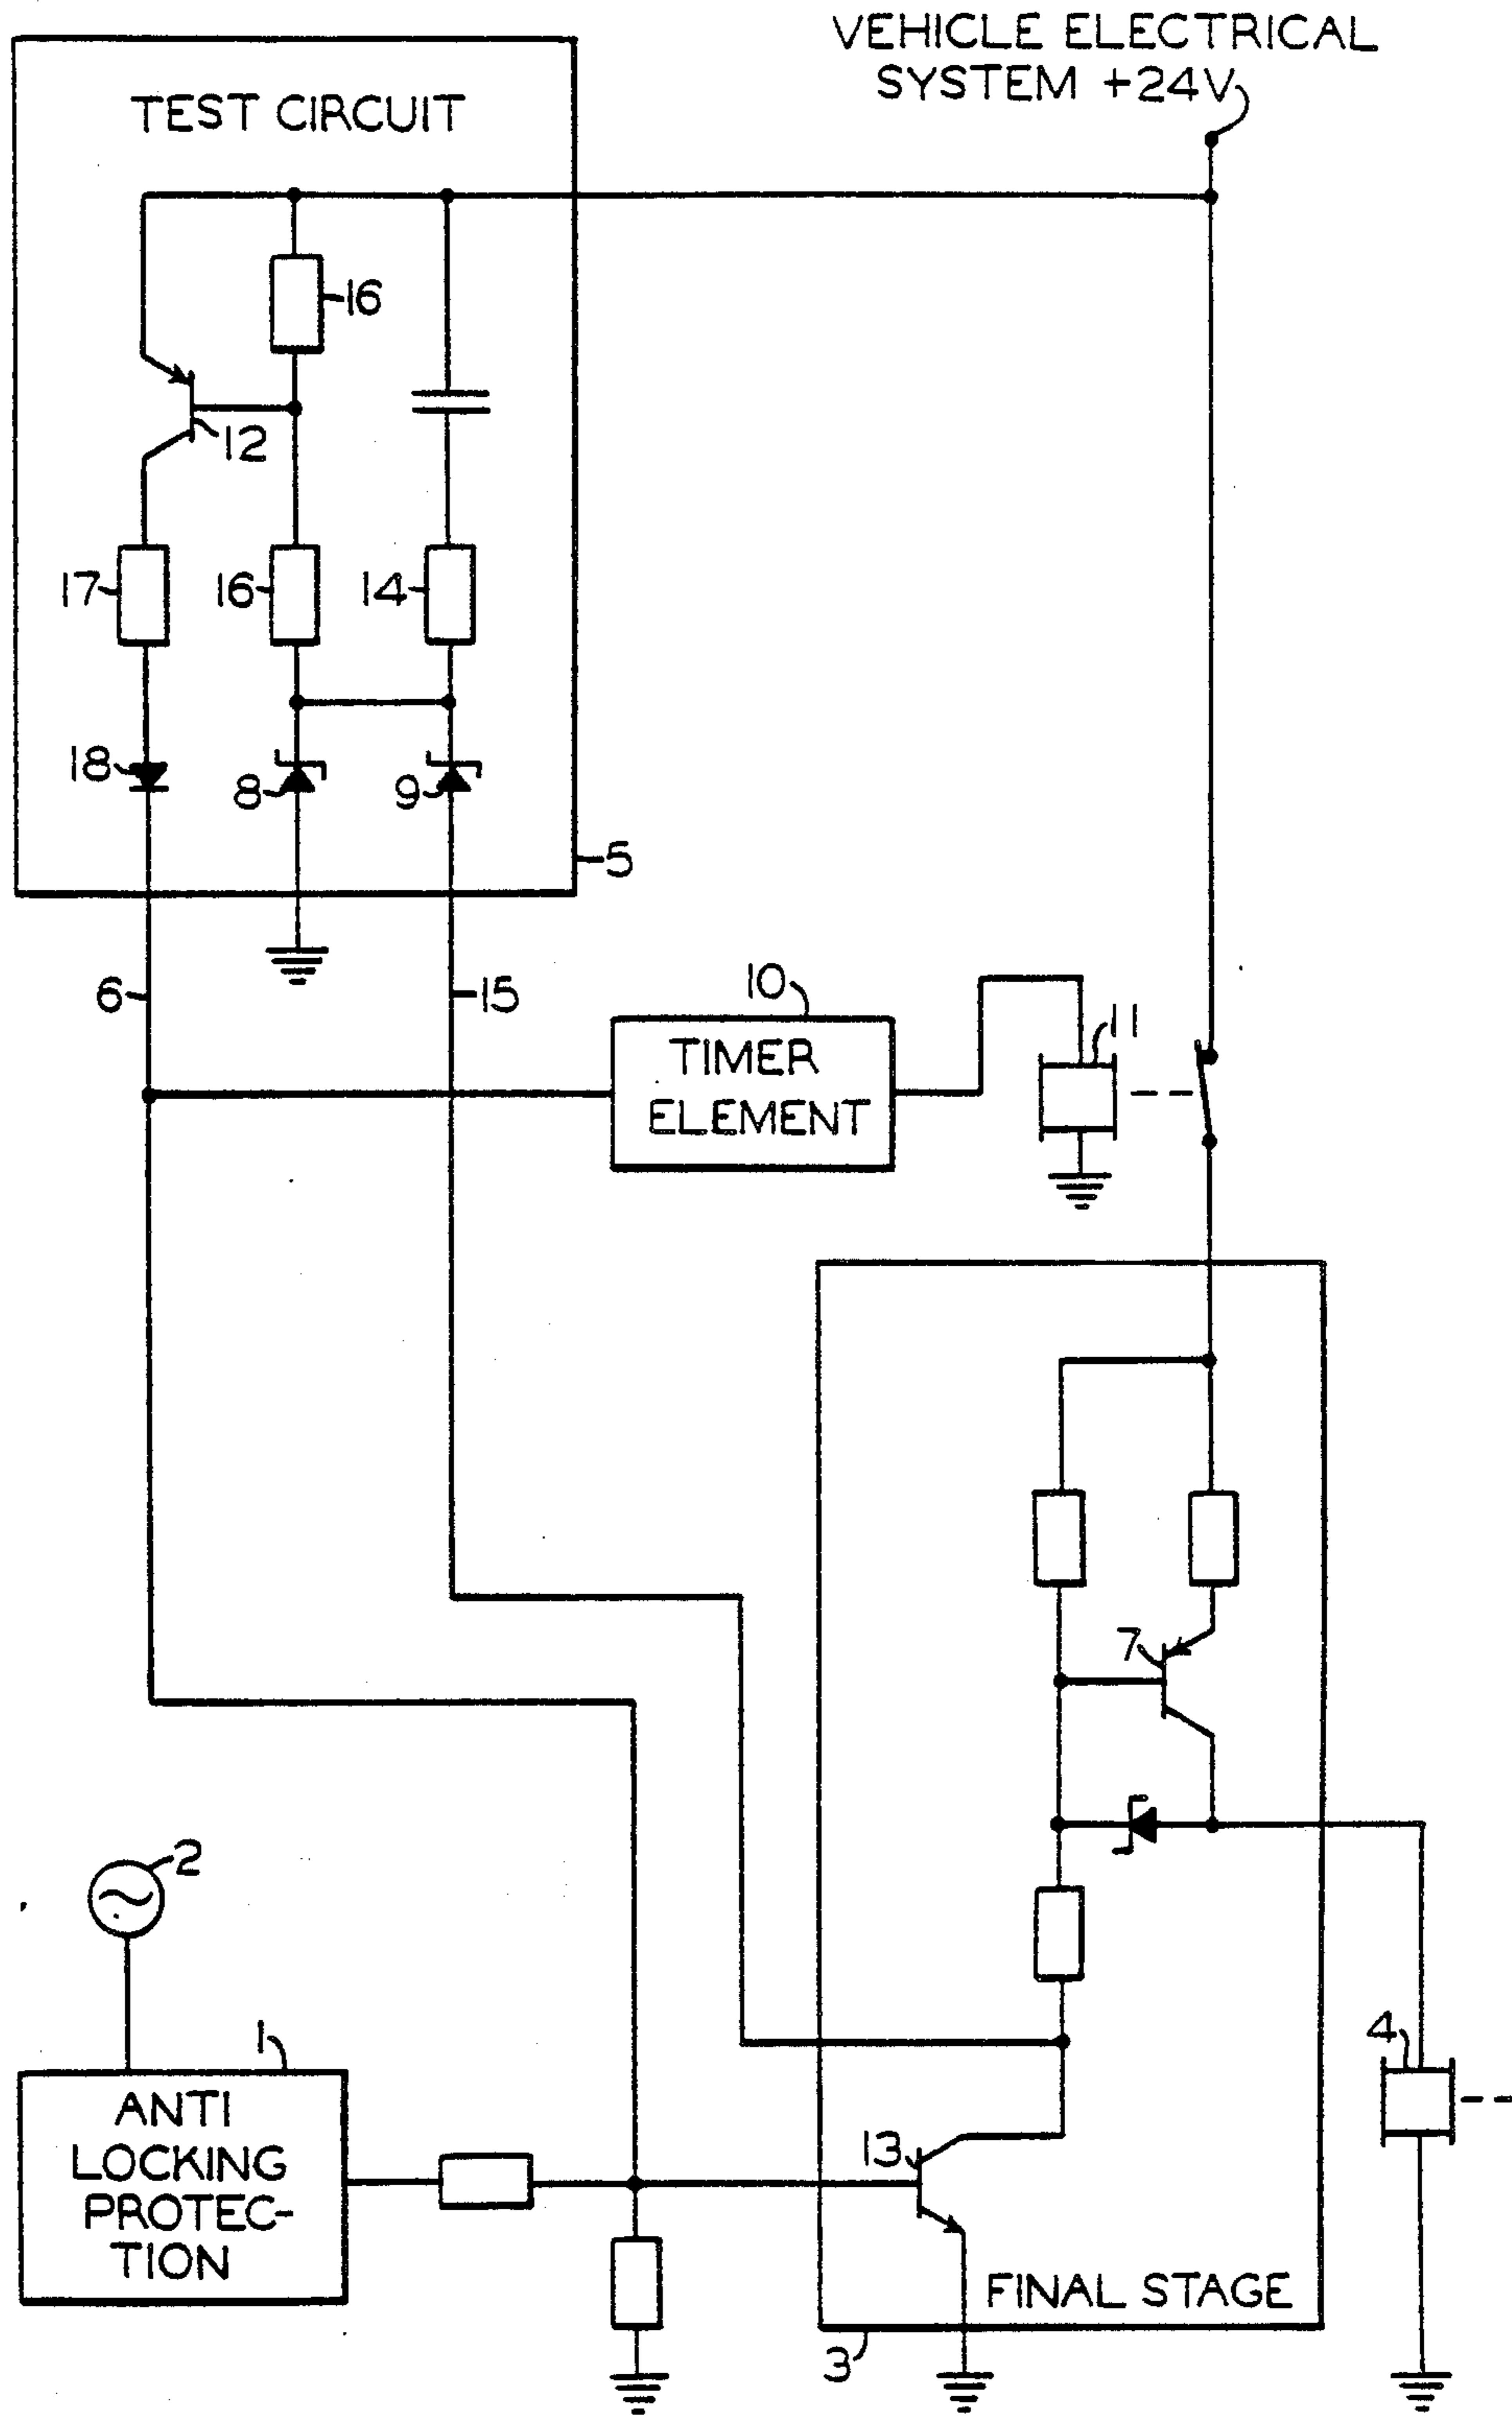 VEHICLE ELECTRICAL
SYSTEM +24V
TEST CIRCUIT
16
12
17
16
14
18
8
9
5
6
15
10
11
TIMER
ELEMENT
7
2
1
4
ANTI
LOCKING
PROTEC-
TION
13
FINAL STAGE
3